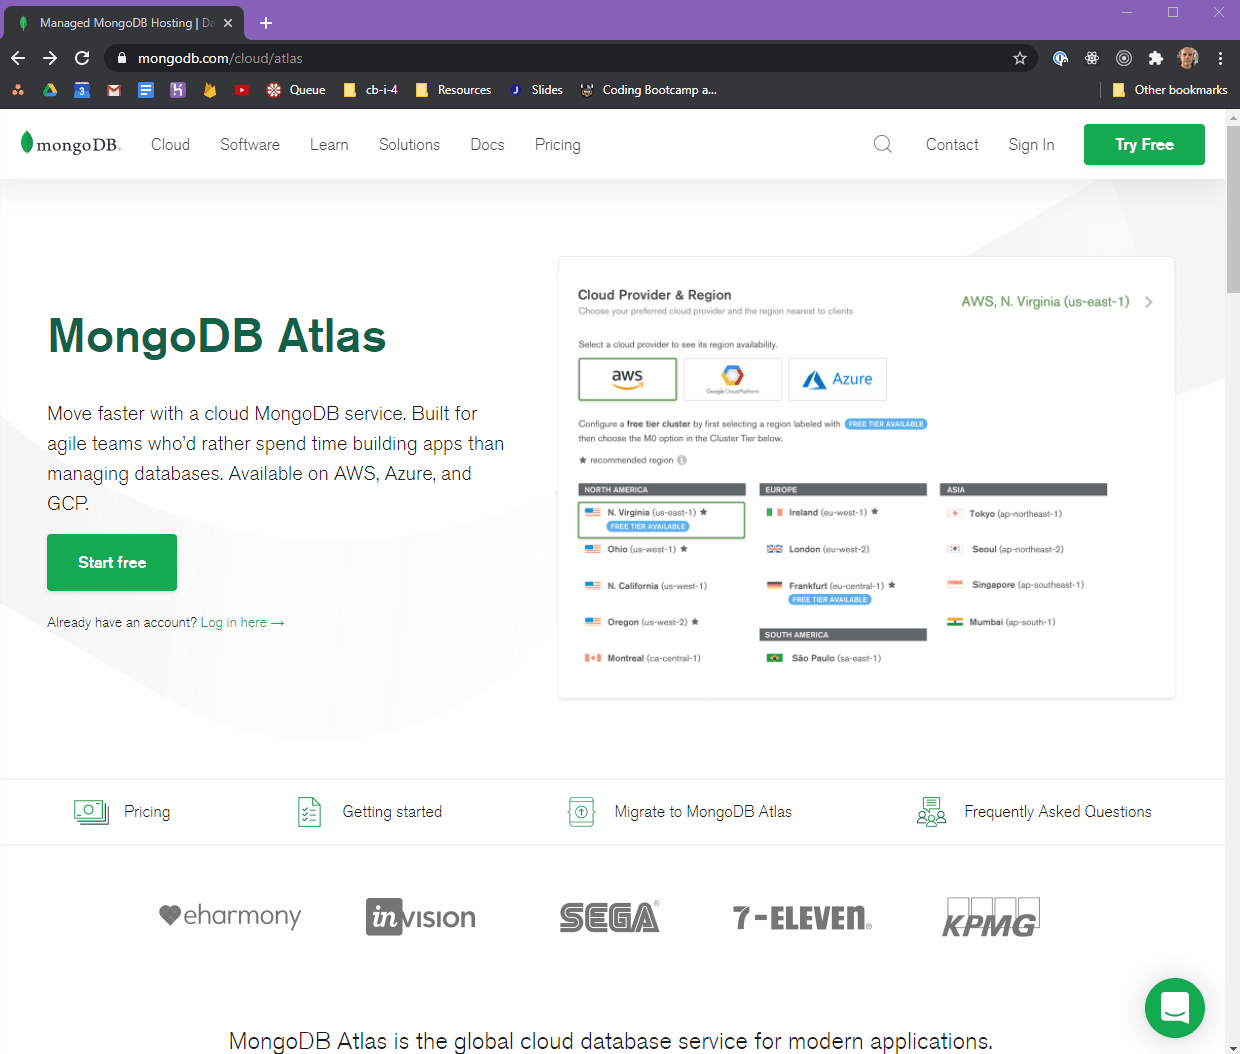 Managed MongoDB Hosting | Da
mongodb.com/cloud/atlas
3
Queue
cb-i-4
Resources
J
Slides
Coding Bootcamp a...
Other bookmarks
mongoDB.
Cloud
Software
Learn
Solutions
Docs
Pricing
Contact
Sign In
Try Free
MongoDB Atlas
Move faster with a cloud MongoDB service. Built for
agile teams who'd rather spend time building apps than
managing databases. Available on AWS, Azure, and
GCP.
Start free
Already have an account? Log in here →
Cloud Provider & Region
AWS, N. Virginia (us-east-1)
Choose your preferred cloud provider and the region nearest to clients
Select a cloud provider to see its region availability.
aws
Google Cloud Platform
Azure
Configure a free tier cluster by first selecting a region labeled with FREE TIER AVAILABLE
then choose the M0 option in the Cluster Tier below.
★ recommended region
NORTH AMERICA
N. Virginia (us-east-1) ★
FREE TIER AVAILABLE
Ohio (us-west-1) ★
N. California (us-west-1)
Oregon (us-west-2) ★
Montreal (ca-central-1)
EUROPE
Ireland (eu-west-1) ★
London (eu-west-2)
Frankfurt (eu-central-1) ★
FREE TIER AVAILABLE
SOUTH AMERICA
São Paulo (sa-east-1)
ASIA
Tokyo (ap-northeast-1)
Seoul (ap-northeast-2)
Singapore (ap-southeast-1)
Mumbai (ap-south-1)
Pricing
Getting started
Migrate to MongoDB Atlas
Frequently Asked Questions
eharmony
invision
SEGA®
7-ELEVEN®
KPMG
MongoDB Atlas is the global cloud database service for modern applications.